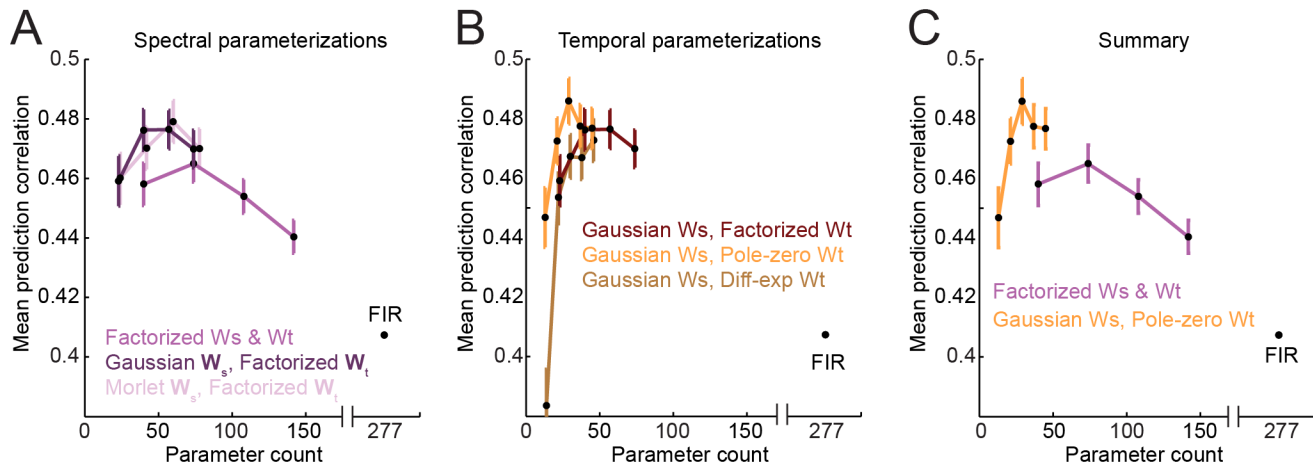 A
Spectral parameterizations
Mean prediction correlation
0.5
0.48
0.46
0.44
0.42
0.4
Factorized Ws & Wt
Gaussian Ws, Factorized Wt
Morlet Ws, Factorized Wt
FIR
0
50
100
150
277
Parameter count
B
Temporal parameterizations
Mean prediction correlation
0.5
0.48
0.46
0.44
0.42
0.4
Gaussian Ws, Factorized Wt
Gaussian Ws, Pole-zero Wt
Gaussian Ws, Diff-exp Wt
FIR
0
50
100
150
277
Parameter count
C
Summary
Mean prediction correlation
0.5
0.48
0.46
0.44
0.42
0.4
Factorized Ws & Wt
Gaussian Ws, Pole-zero Wt
FIR
0
50
100
150
277
Parameter count